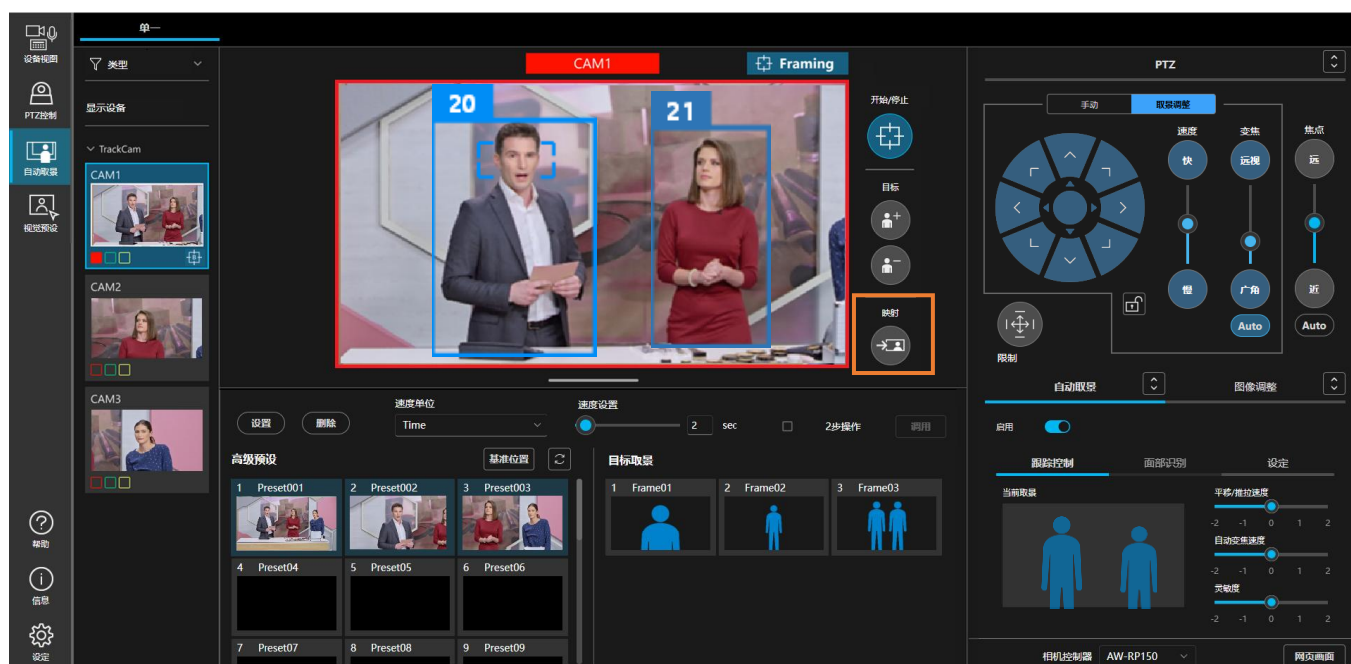 单一
设备视图
PTZ控制
自动取景
视觉预设
帮助
信息
设定
类型
显示设备
TrackCam
CAM1
CAM2
CAM3
CAM1
Framing
20
21
开始/停止
目标
映射
设置
删除
速度单位
Time
速度设置
2 sec
2步操作
调用
高级预设
基准位置
1 Preset001
2 Preset002
3 Preset003
4 Preset04
5 Preset05
6 Preset06
7 Preset07
8 Preset08
9 Preset09
目标取景
1 Frame01
2 Frame02
3 Frame03
PTZ
手动
取景调整
速度
变焦
焦点
快
远视
远
慢
广角
近
Auto
Auto
限制
自动取景
图像调整
启用
跟踪控制
面部识别
设定
当前取景
平移/推拉速度
-2 -1 0 1 2
自动变焦速度
-2 -1 0 1 2
灵敏度
-2 -1 0 1 2
相机控制器
AW-RP150
网页画面